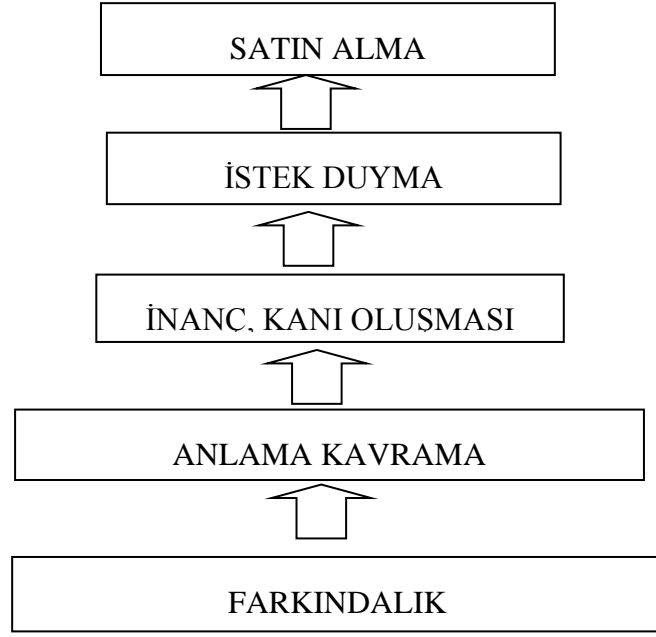 SATIN ALMA
İSTEK DUYMA
İNANÇ, KANI OLUŞMASI
ANLAMA KAVRAMA
FARKINDALIK